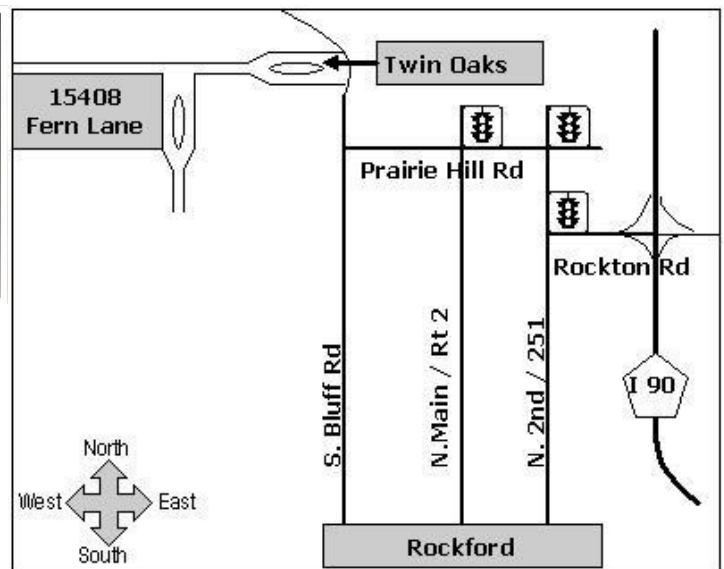 Twin Oaks
15408
Fern Lane
Prairie Hill Rd
Rockton Rd
S. Bluff Rd
N.Main / Rt 2
N. 2nd / 251
I 90
North
West
East
South
Rockford